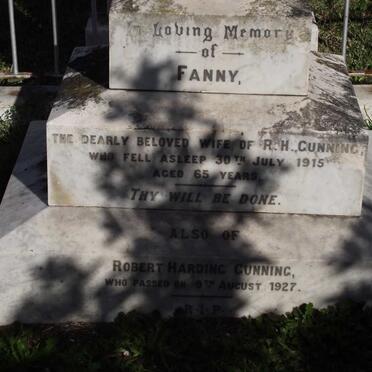 In Loving Memory
of
FANNY,
THE DEARLY BELOVED WIFE OF R.H. GUNNING,
WHO FELL ASLEEP 30TH JULY 1915
AGED 65 YEARS.
THY WILL BE DONE.
ALSO OF
ROBERT HARDING GUNNING,
WHO PASSED ON 9TH AUGUST 1927.
R.I.P.